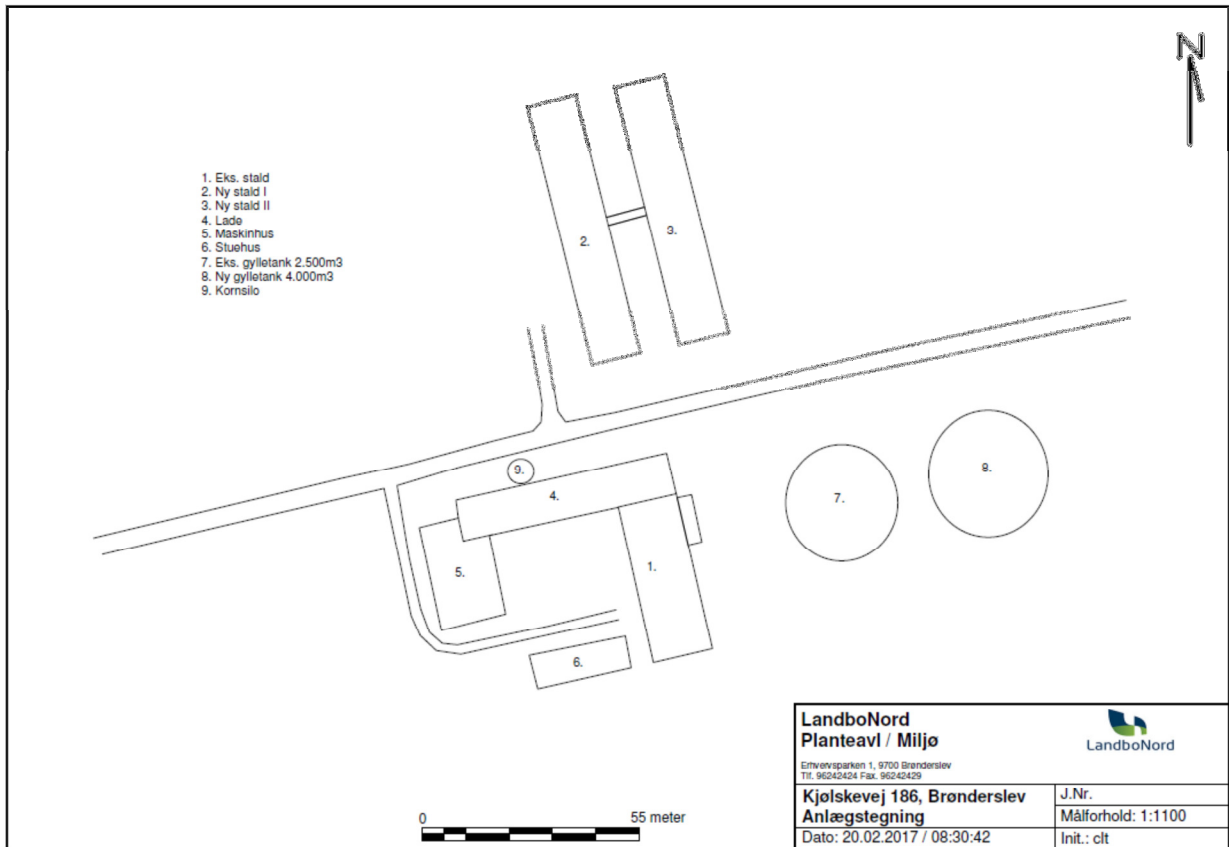 N
1. Eks. stald
2. Ny stald I
3. Ny stald II
4. Lade
5. Maskinhus
6. Stuehus
7. Eks. gylletank 2.500m3
8. Ny gylletank 4.000m3
9. Kornsilo
2.
3.
9.
4.
7.
8.
5.
1.
6.
0 55 meter
LandboNord
Planteavl / Miljø
LandboNord
Erhvervsparken 1, 9700 Brønderslev
Tlf. 96242424 Fax. 96242429
Kjølskevej 186, Brønderslev
Anlægstegning
Dato: 20.02.2017 / 08:30:42
J.Nr.
Målforhold: 1:1100
Init.: clt